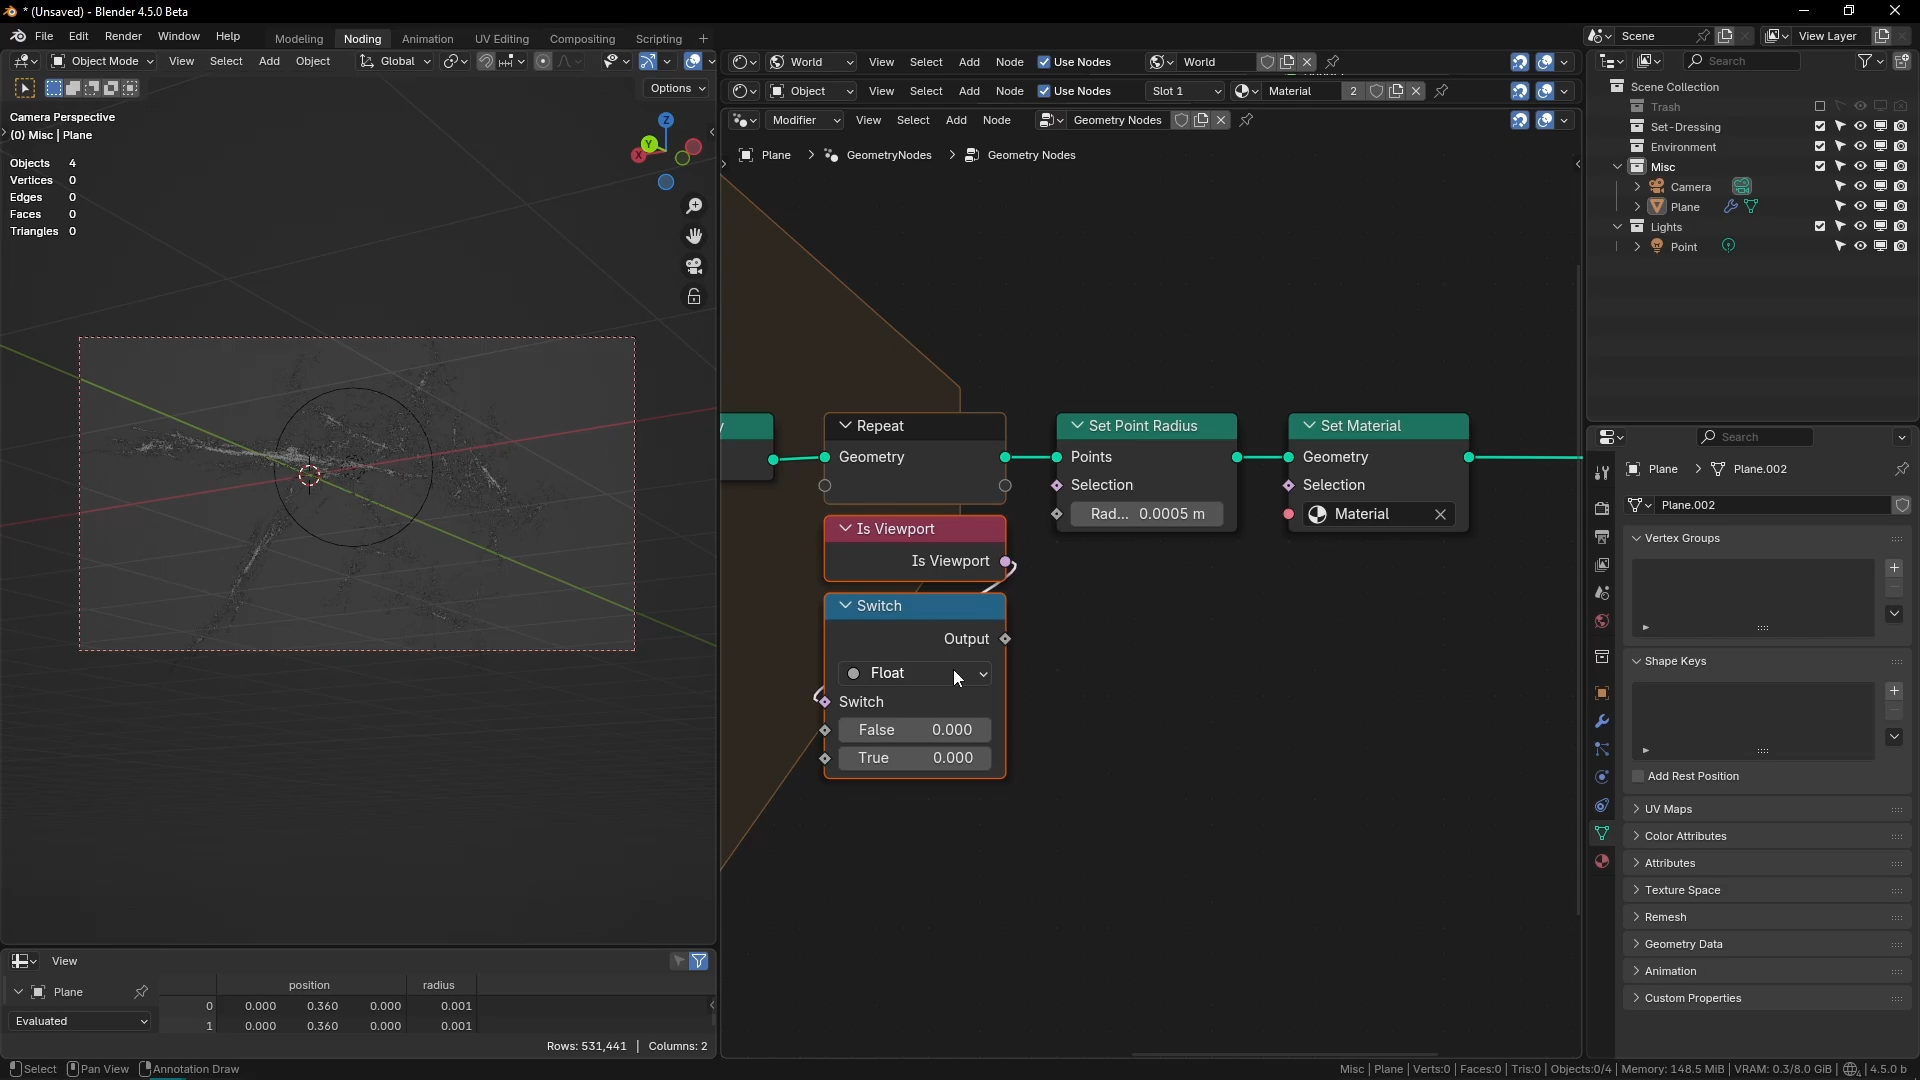 * (Unsaved) - Blender 4.5.0 Beta
File Edit Render Window Help
Modeling Noding Animation UV Editing Compositing Scripting +
Scene
View Layer
Object Mode View Select Add Object
Global
Options
Camera Perspective
(0) Misc | Plane
Objects 4
Vertices 0
Edges 0
Faces 0
Triangles 0
Z
Y
X
World View Select Add Node Use Nodes World
Object View Select Add Node Use Nodes Slot 1 Material 2
Modifier View Select Add Node Geometry Nodes
Plane > GeometryNodes > Geometry Nodes
y
Repeat
Geometry
Is Viewport
Is Viewport
Switch
Output
Float
Switch
False 0.000
True 0.000
Set Point Radius
Points
Selection
Rad... 0.0005 m
Set Material
Geometry
Selection
Material
Search
Scene Collection
Trash
Set-Dressing
Environment
Misc
Camera
Plane
Lights
Point
Search
Plane > Plane.002
Plane.002
Vertex Groups
Shape Keys
Add Rest Position
UV Maps
Color Attributes
Attributes
Texture Space
Remesh
Geometry Data
Animation
Custom Properties
View
Plane
Evaluated
position radius
0 0.000 0.360 0.000 0.001
1 0.000 0.360 0.000 0.001
Rows: 531,441 | Columns: 2
Select Pan View Annotation Draw
Misc | Plane | Verts:0 | Faces:0 | Tris:0 | Objects:0/4 | Memory: 148.5 MiB | VRAM: 0.3/8.0 GiB | 4.5.0 b